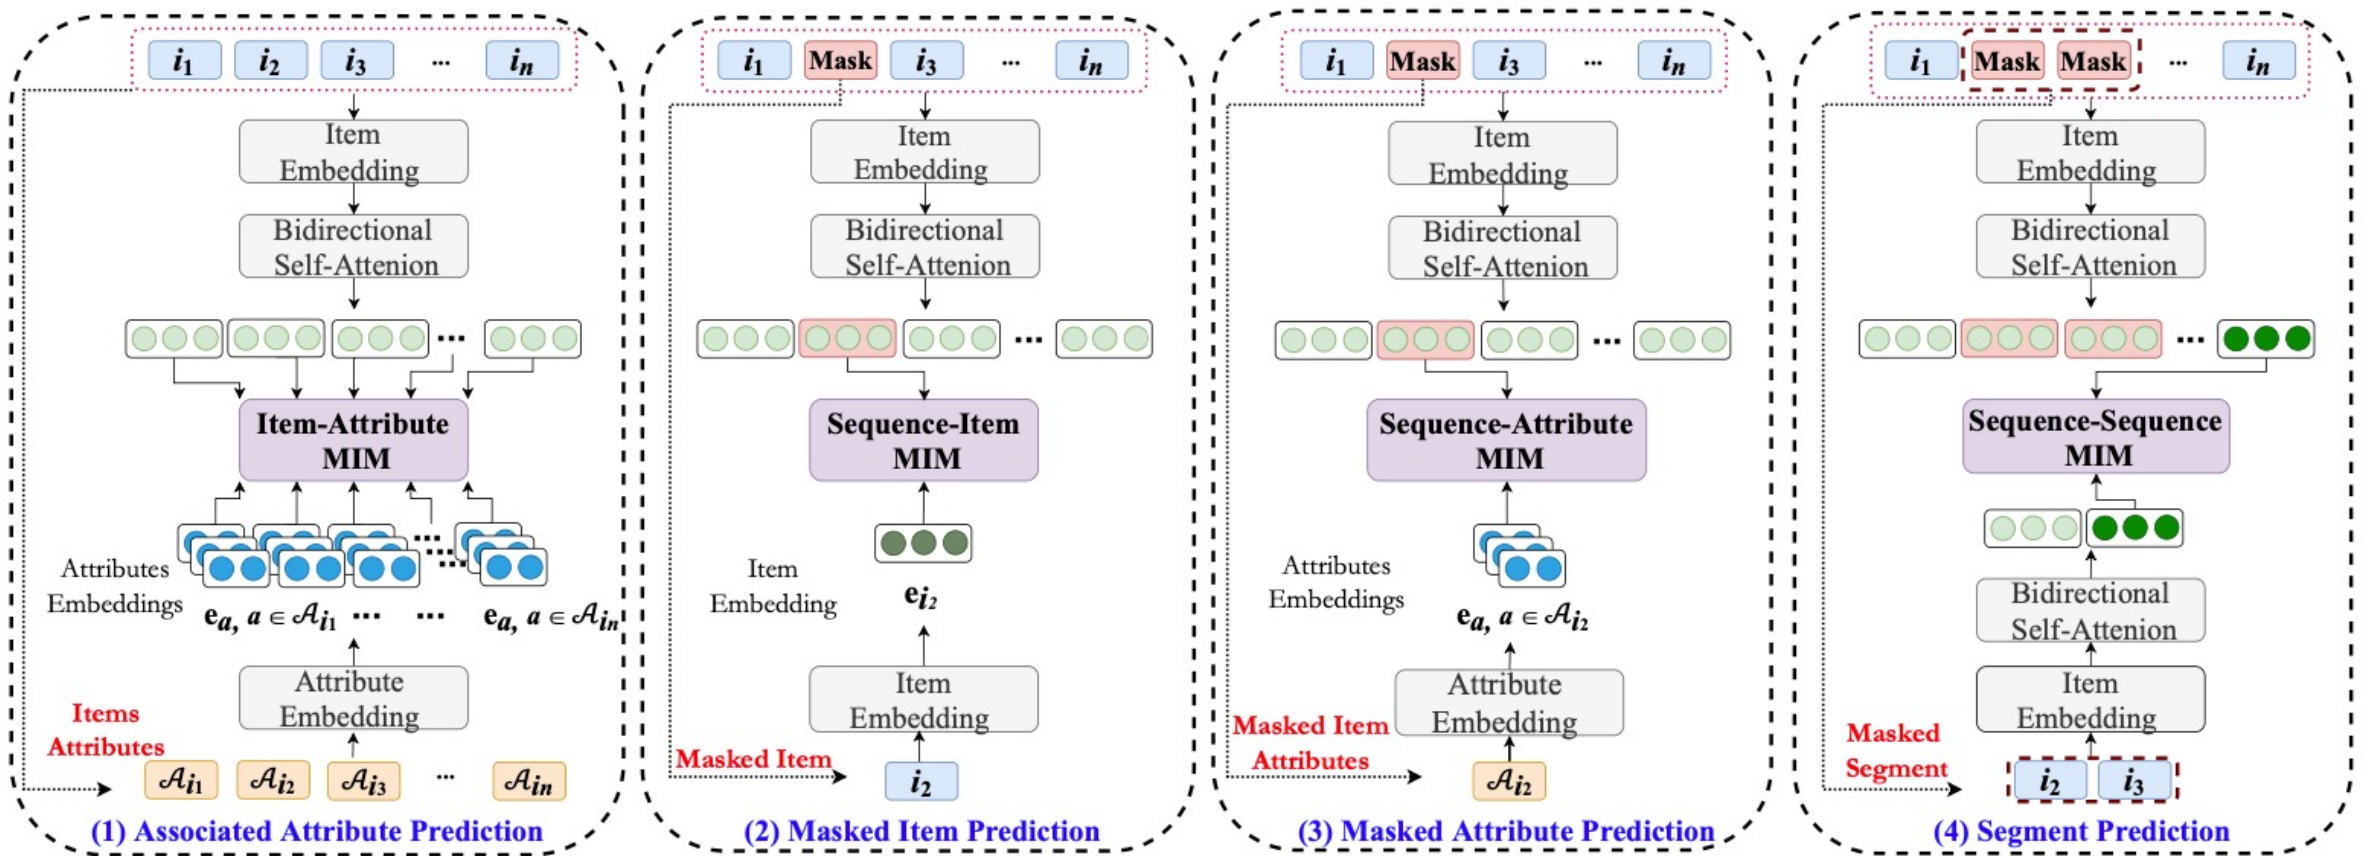 i1 i2 i3 ... in
Item
Embedding
Bidirectional
Self-Attenion
...
Item-Attribute
MIM
...
Attributes
Embeddings
ea, a ∈ 𝒜i1 ... ... ea, a ∈ 𝒜in
Attribute
Embedding
Items
Attributes
𝒜i1 𝒜i2 𝒜i3 ... 𝒜in
(1) Associated Attribute Prediction
i1 Mask i3 ... in
Item
Embedding
Bidirectional
Self-Attenion
...
Sequence-Item
MIM
Item
Embedding
ei2
Item
Embedding
Masked Item
i2
(2) Masked Item Prediction
i1 Mask i3 ... in
Item
Embedding
Bidirectional
Self-Attenion
...
Sequence-Attribute
MIM
Attributes
Embeddings
ea, a ∈ 𝒜i2
Attribute
Embedding
Masked Item
Attributes
𝒜i2
(3) Masked Attribute Prediction
i1 Mask Mask ... in
Item
Embedding
Bidirectional
Self-Attenion
...
Sequence-Sequence
MIM
Bidirectional
Self-Attenion
Item
Embedding
Masked
Segment
i2 i3
(4) Segment Prediction